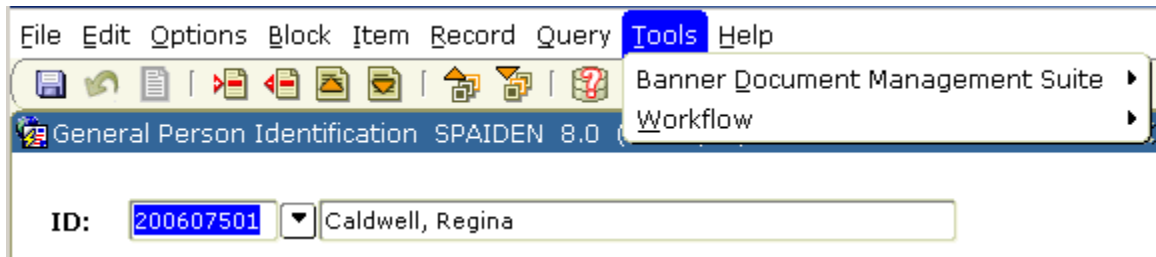 File Edit Options Block Item Record Query Tools Help
Banner Document Management Suite
Workflow
General Person Identification SPAIDEN 8.0 (
ID: 200607501 Caldwell, Regina